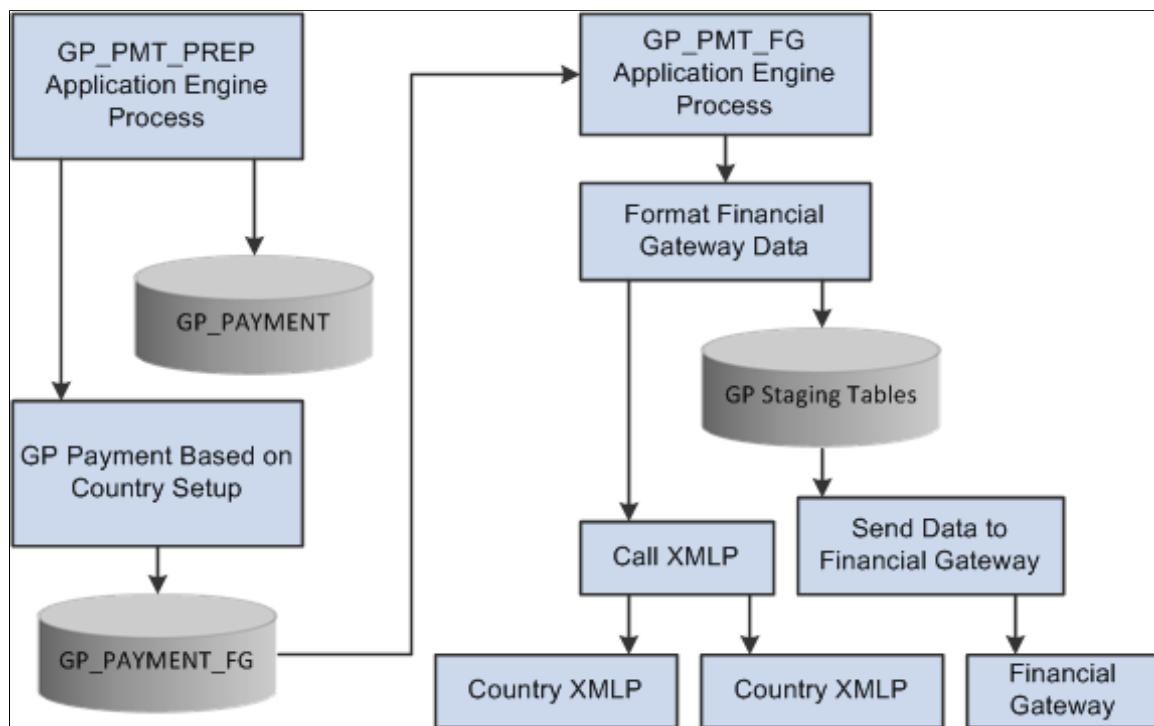 GP_PMT_PREP
Application Engine
Process
GP_PAYMENT
GP Payment Based on
Country Setup
GP_PAYMENT_FG
GP_PMT_FG
Application Engine
Process
Format Financial
Gateway Data
GP Staging Tables
Call XMLP
Send Data to
Financial Gateway
Country XMLP
Country XMLP
Financial
Gateway